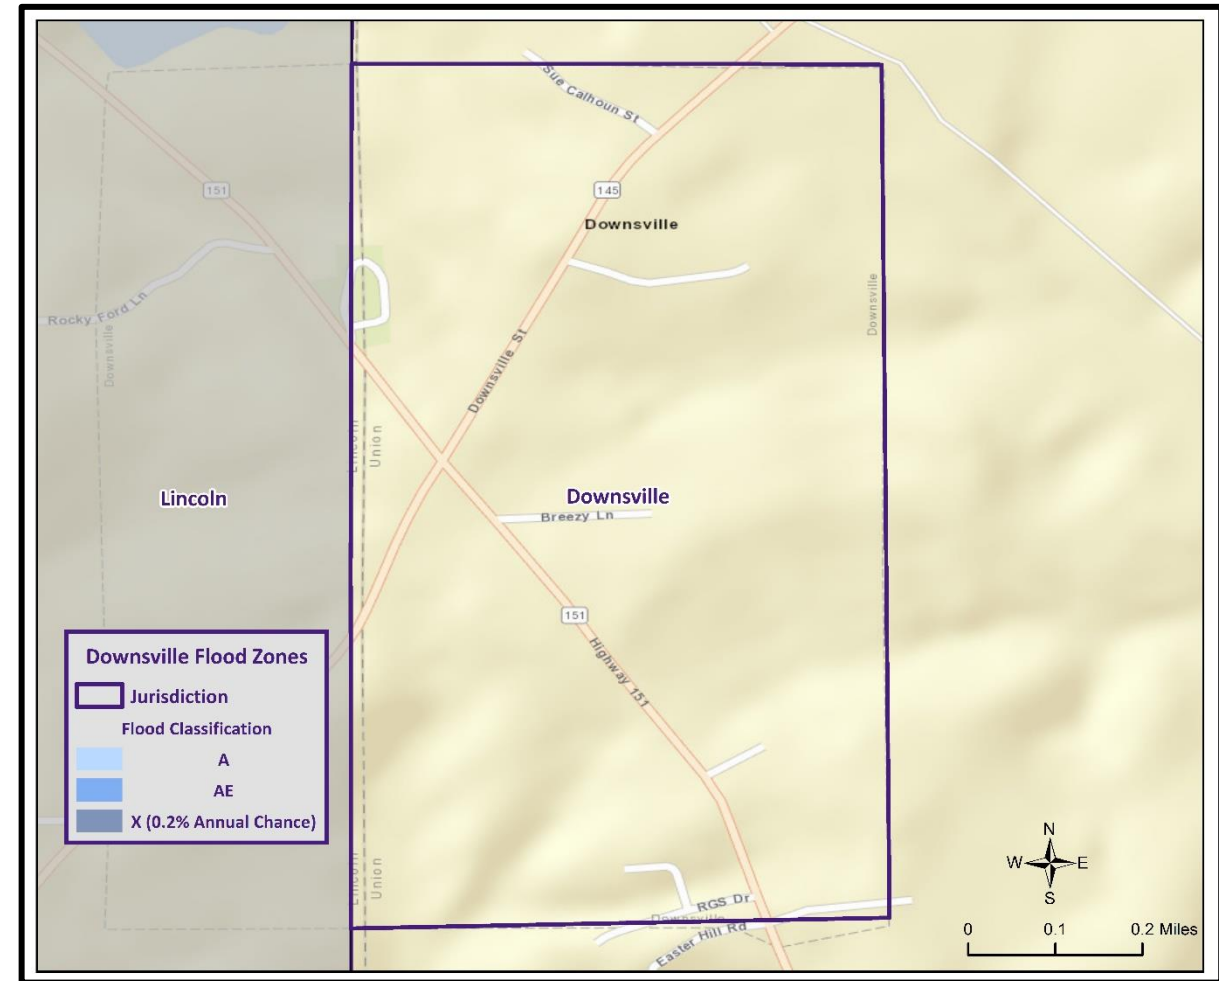 Sue Calhoun St
151
145
Downsville
Rocky Ford Ln
Downsville
Downsville
Downsville St
Lincoln
Union
Lincoln
Downsville
Breezy Ln
151
Highway 151
Downsville Flood Zones
Jurisdiction
Flood Classification
A
AE
X (0.2% Annual Chance)
Lincoln
Union
RGS Dr
Downsville
Easter Hill Rd
N
W
E
S
0
0.1
0.2 Miles